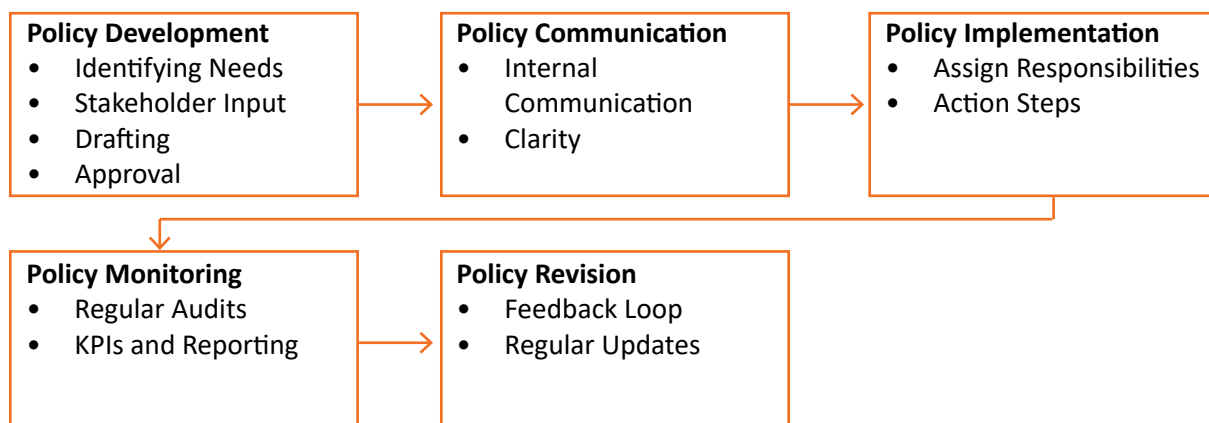 Policy Development
• Identifying Needs
• Stakeholder Input
• Drafting
• Approval
Policy Communication
• Internal
Communication
• Clarity
Policy Implementation
• Assign Responsibilities
• Action Steps
Policy Monitoring
• Regular Audits
• KPIs and Reporting
Policy Revision
• Feedback Loop
• Regular Updates